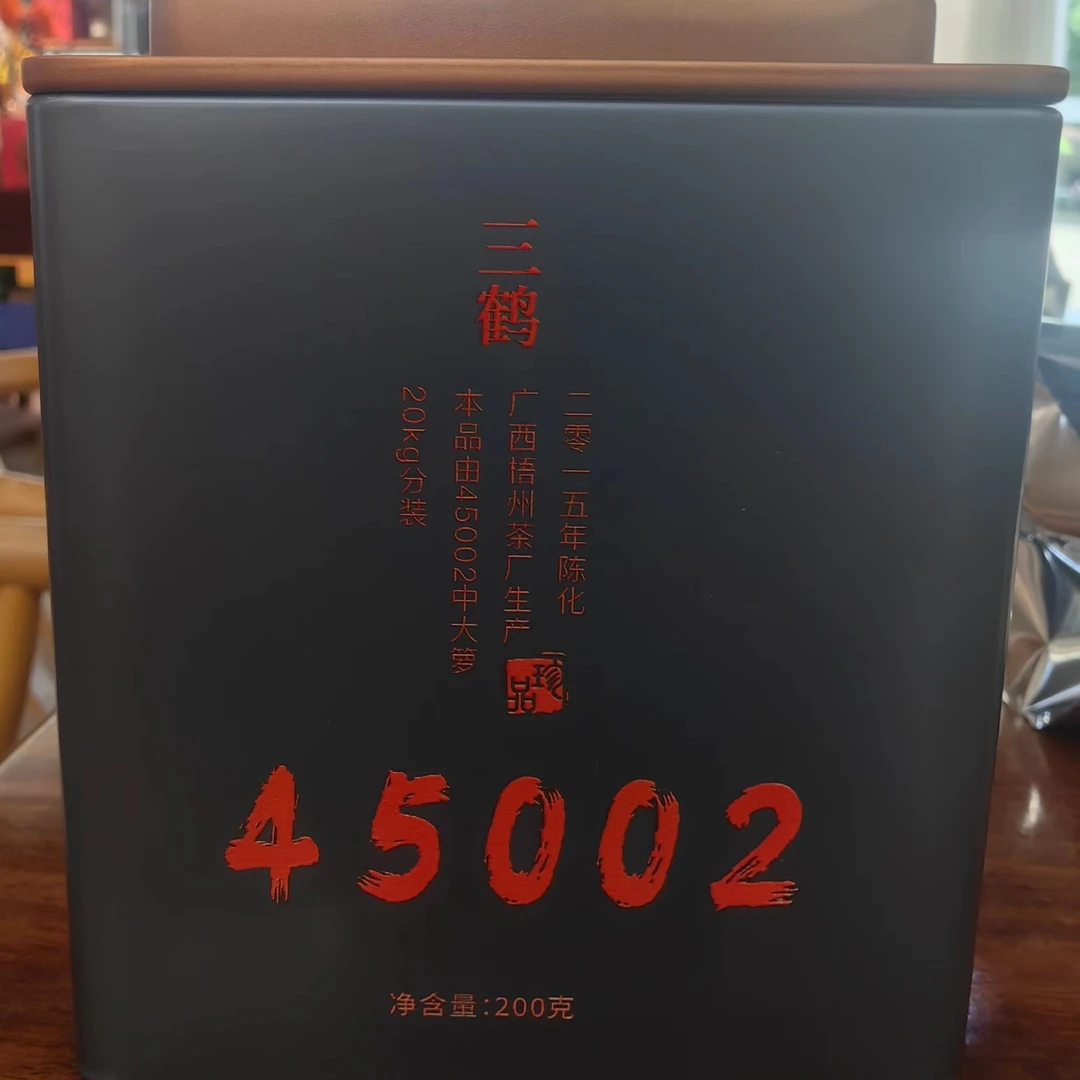 三鹤
二零一五年陈化
广西梧州茶厂生产
本品由45002中大箩
20kg分装
珍品
45002
净含量:200克